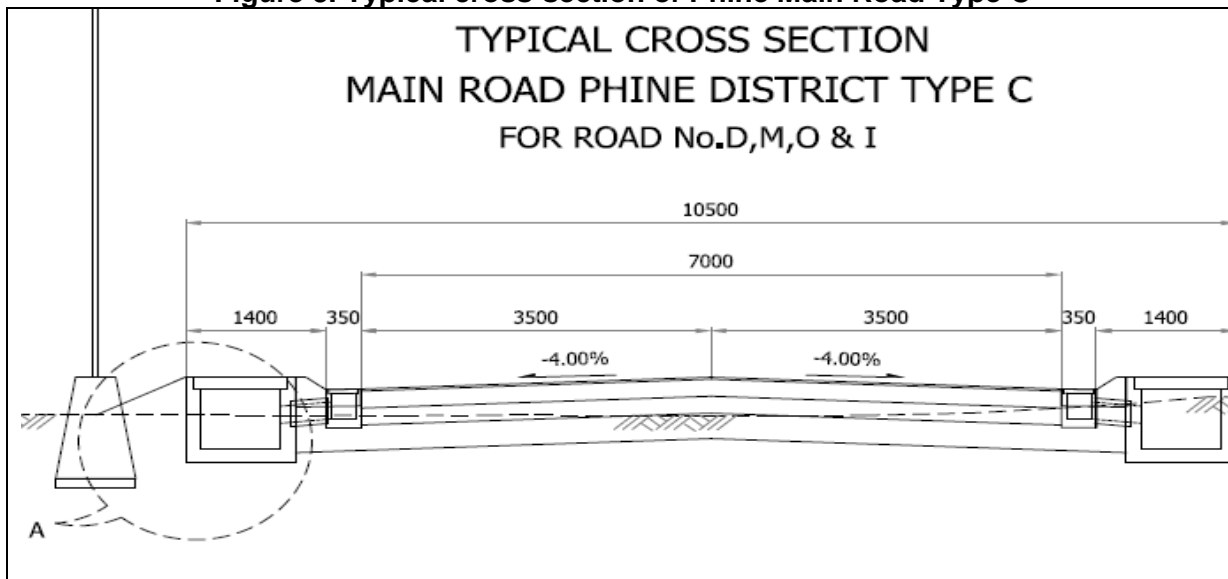 Figure 3. Typical cross section of Phine Main Road Type C
TYPICAL CROSS SECTION
MAIN ROAD PHINE DISTRICT TYPE C
FOR ROAD No.D,M,O & I
10500
7000
1400 350 3500 3500 350 1400
-4.00% -4.00%
A